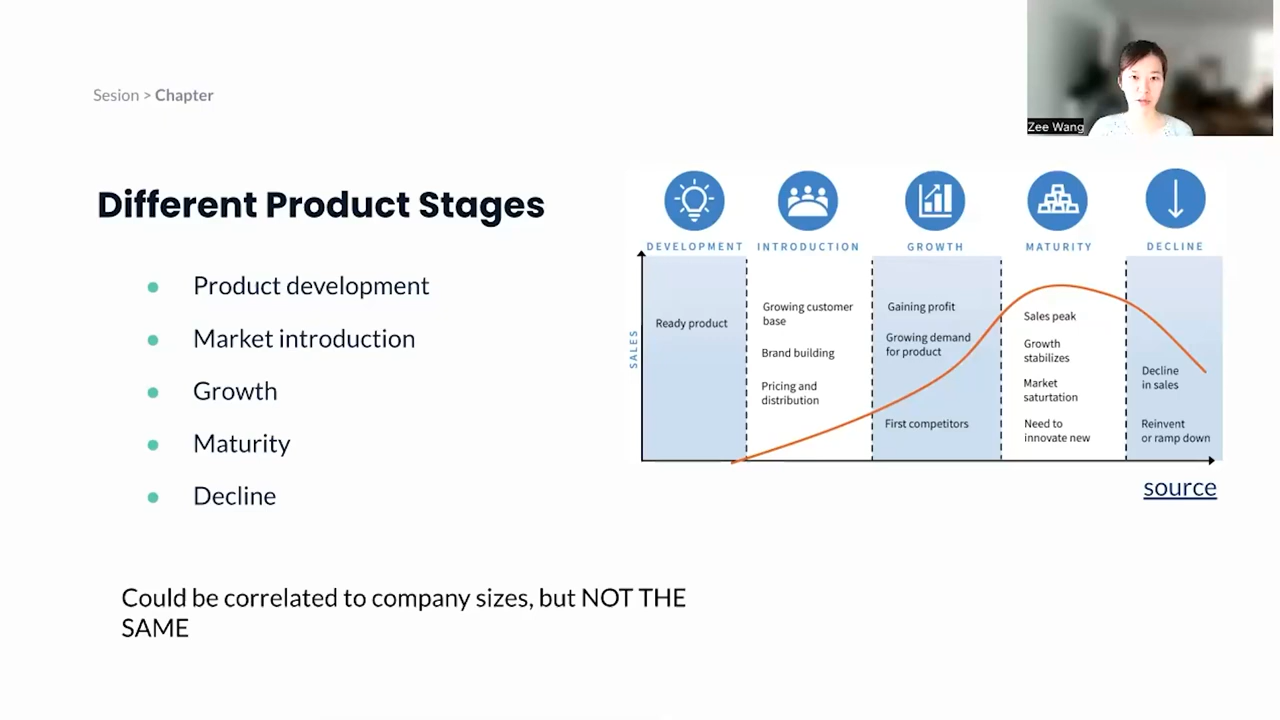 Zee Wang
Sesion > Chapter
Different Product Stages
Product development
Market introduction
Growth
Maturity
Decline
Could be correlated to company sizes, but NOT THE
SAME
DEVELOPMENT
INTRODUCTION
GROWTH
MATURITY
DECLINE
SALES
Ready product
Growing customer
base
Brand building
Pricing and
distribution
Gaining profit
Growing demand
for product
First competitors
Sales peak
Growth
stabilizes
Market
saturtation
Need to
innovate new
Decline
in sales
Reinvent
or ramp down
source